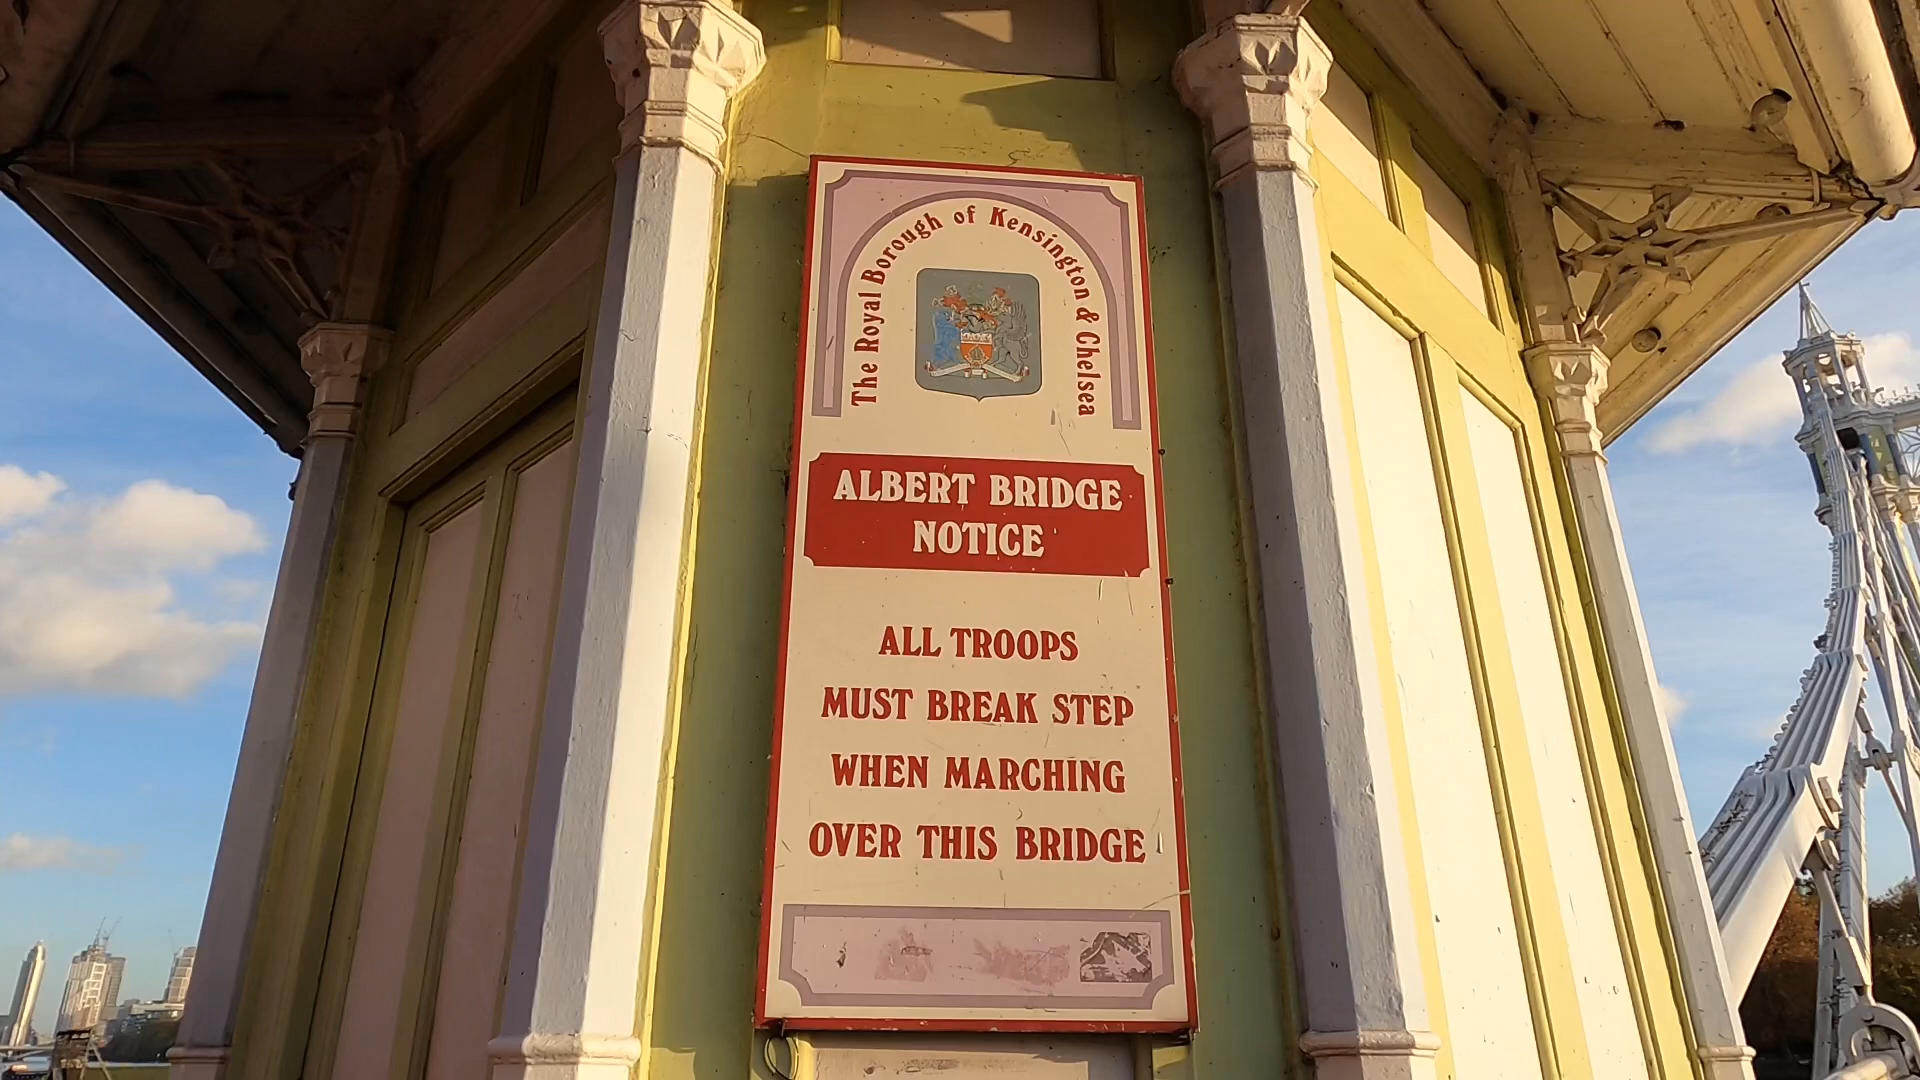 The Royal Borough of Kensington & Chelsea
ALBERT BRIDGE
NOTICE
ALL TROOPS
MUST BREAK STEP
WHEN MARCHING
OVER THIS BRIDGE